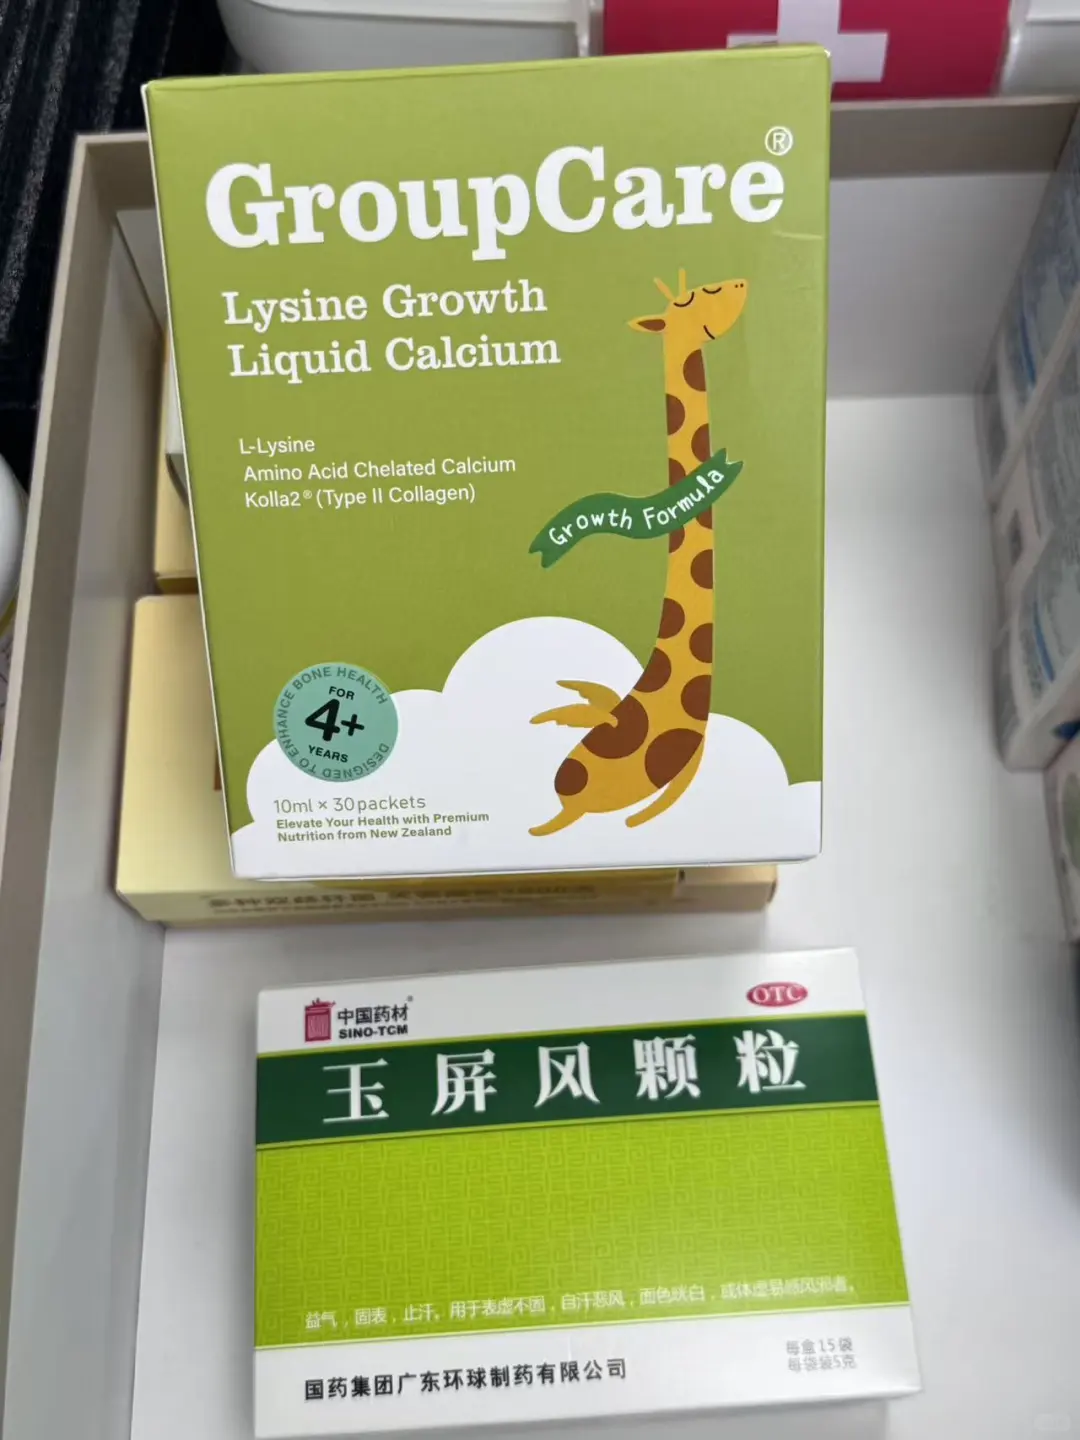 GroupCare®
Lysine Growth
Liquid Calcium
L-Lysine
Amino Acid Chelated Calcium
Kolla2® (Type II Collagen)
Growth Formula
DESIGNED TO ENHANCE BONE HEALTH
FOR
4+
YEARS
10ml × 30packets
Elevate Your Health with Premium
Nutrition from New Zealand
中国药材®
SINO-TCM
OTC
玉屏风颗粒
益气，固表，止汗。用于表虚不固，自汗恶风，面色㿠白，或体虚易感风邪者。
每盒15袋
每袋装5克
国药集团广东环球制药有限公司